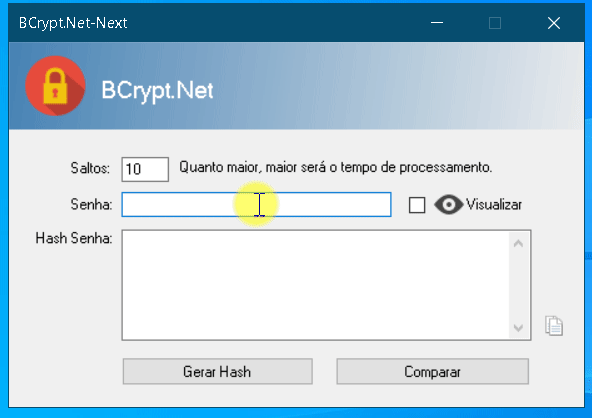 BCrypt.Net-Next
BCrypt.Net
Saltos: 10 Quanto maior, maior será o tempo de processamento.
Senha: Visualizar
Hash Senha:
Gerar Hash Comparar